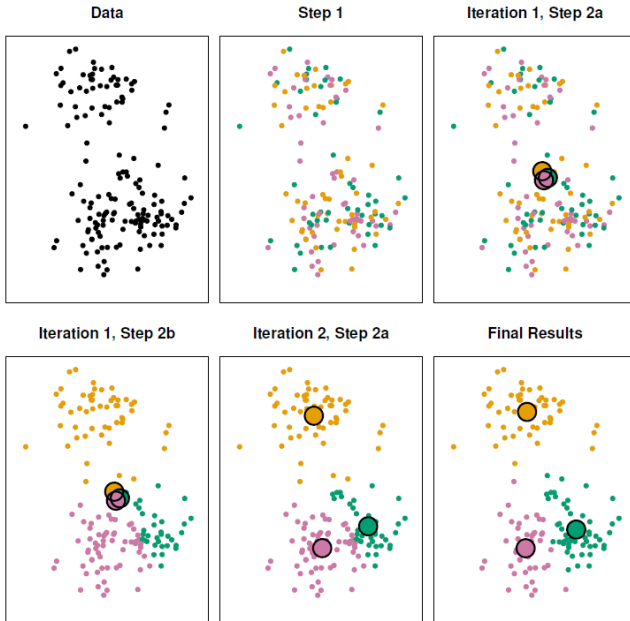 Data
Step 1
Iteration 1, Step 2a
Iteration 1, Step 2b
Iteration 2, Step 2a
Final Results